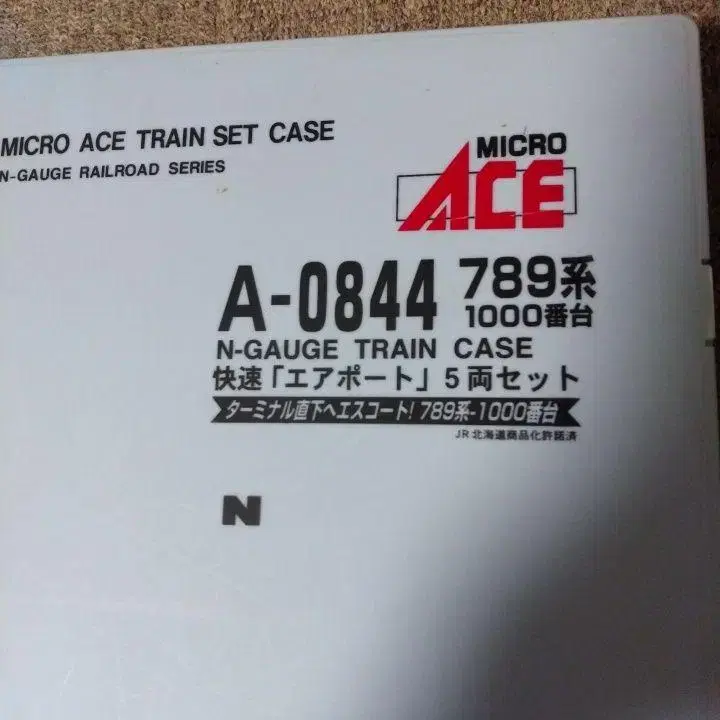 MICRO ACE TRAIN SET CASE
N-GAUGE RAILROAD SERIES
MICRO
ACE
A-0844 789系
1000番台
N-GAUGE TRAIN CASE
快速「エアポート」5両セット
ターミナル直下へエスコート! 789系-1000番台
JR北海道商品化許諾済
N